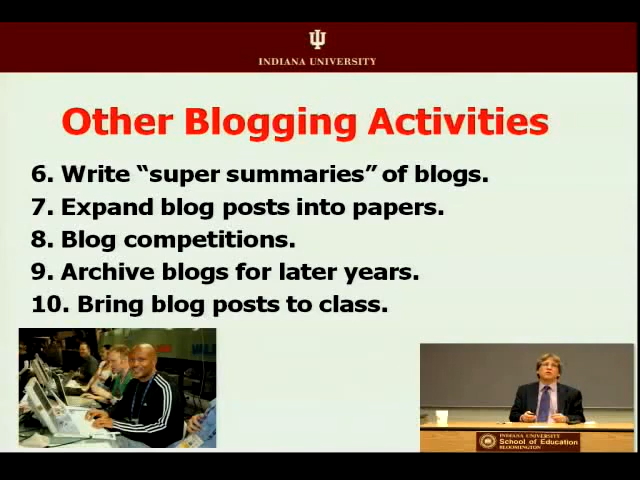 INDIANA UNIVERSITY
Other Blogging Activities
6. Write “super summaries” of blogs.
7. Expand blog posts into papers.
8. Blog competitions.
9. Archive blogs for later years.
10. Bring blog posts to class.
INDIANA UNIVERSITY
School of Education
BLOOMINGTON